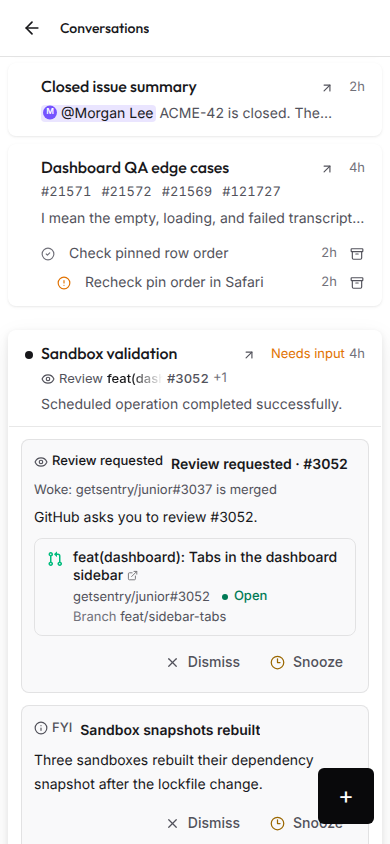 Conversations
Closed issue summary 2h
M @Morgan Lee ACME-42 is closed. The...
Dashboard QA edge cases 4h
#21571 #21572 #21569 #121727
I mean the empty, loading, and failed transcript...
Check pinned row order 2h
Recheck pin order in Safari 2h
Sandbox validation Needs input 4h
Review feat(das #3052 +1
Scheduled operation completed successfully.
Review requested Review requested · #3052
Woke: getsentry/junior#3037 is merged
GitHub asks you to review #3052.
feat(dashboard): Tabs in the dashboard
sidebar
getsentry/junior#3052 Open
Branch feat/sidebar-tabs
Dismiss Snooze
FYI Sandbox snapshots rebuilt
Three sandboxes rebuilt their dependency
snapshot after the lockfile change.
Dismiss Snooze